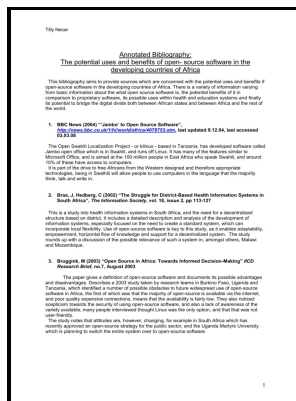 Tilly Necar
Annotated Bibliography:
The potential uses and benefits of open- source software in the
developing countries of Africa
This bibliography aims to provide sources which are concerned with the potential uses and benefits if
open-source software in the developing countries of Africa. There is a variety of information varying
from basic information about the what open source software is, the potential benefits of it in
comparison to proprietary software, its possible uses within health and education systems and finally
its potential to bridge the digital divide both between African states and between Africa and the rest of
the world.
1. BBC News (2004) "'Jambo' to Open Source Software",
http://news.bbc.co.uk/1/hi/world/africa/4078753.stm, last updated 9.12.04, last accessed
03.03.08
The Open Swahili Localization Project - or kilinux - based in Tanzania, has developed software called
Jambo open office which is in Swahili, and runs off Linux. It has many of the features similar to
Microsoft Office, and is aimed at the 100 million people in East Africa who speak Swahili, and around
10% of these have access to computers.
It is part of the drive to free Africans from the Western designed and therefore appropriate
technologies, being in Swahili will allow people to use computers in the language that the majority
think, talk and write in.
2. Braa, J, Hedberg, C (2002) "The Struggle for District-Based Health Information Systems in
South Africa", The Information Society, vol. 18, issue 2, pp 113-127
This is a study into health information systems in South Africa, and the need for a decentralized
structure based on district. It includes a detailed description and analysis of the development of
information systems, especially focused on the need to create a standard system, which can
incorporate local flexibility. Use of open-source software is key to this study, as it enables adaptability,
empowerment, horizontal flow of knowledge and support for a decentralized system. The study
rounds up with a discussion of the possible relevance of such a system in, amongst others, Malawi
and Mozambique.
3. Bruggink, M (2003) "Open Source in Africa: Towards Informed Decision-Making" IICD
Research Brief, no.7, August 2003
The paper gives a definition of open-source software and documents its possible advantages
and disadvantages. Describes a 2003 study taken by research teams in Burkino Faso, Uganda and
Tanzania, which identified a number of possible obstacles to future widespread use of open-source
software in Africa, the first of which was that the majority of open-source is available via the internet,
and poor quality expensive connections, means that the availability is fairly low. They also noticed
scepticism towards the security of using open-source software, and also a lack of awareness of the
variety available, many people interviewed thought Linux was the only option, and that that was not
user-friendly.
The study notes that attitudes are, however, changing, for example in South Africa which has
recently approved an open-source strategy for the public sector, and the Uganda Martyrs University
which is planning to switch the entire system over to open-source software
1